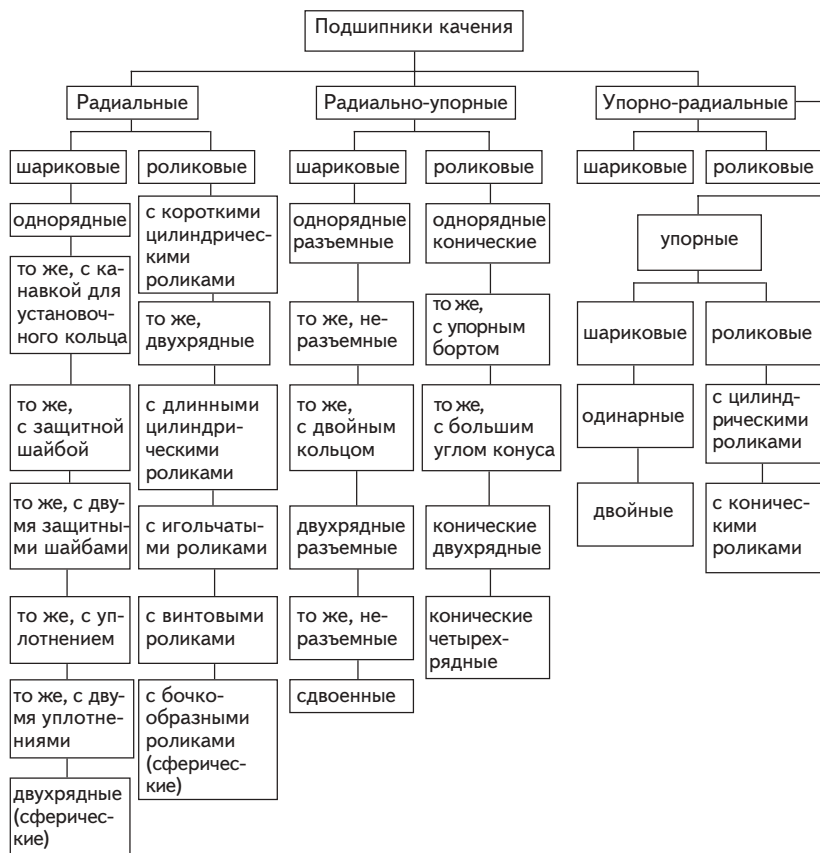 Подшипники качения
Радиальные
шариковые
однорядные
то же, с ка-
навкой для
установоч-
ного кольца
то же,
с защитной
шайбой
то же, с дву-
мя защитны-
ми шайбами
то же, с уп-
лотнением
то же, с дву-
мя уплотне-
ниями
двухрядные
(сферичес-
кие)
роликовые
с короткими
цилиндричес-
кими
роликами
то же,
двухрядные
с длинными
цилиндри-
ческими
роликами
с игольчаты-
ми роликами
с винтовыми
роликами
с бочко-
образными
роликами
(сферичес-
кие)
Радиально-упорные
шариковые
однорядные
разъемные
то же, не-
разъемные
то же,
с двойным
кольцом
двухрядные
разъемные
то же, не-
разъемные
сдвоенные
роликовые
однорядные
конические
то же,
с упорным
бортом
то же,
с большим
углом конуса
конические
двухрядные
конические
четырех-
рядные
Упорно-радиальные
шариковые
роликовые
упорные
шариковые
одинарные
двойные
роликовые
с цилинд-
рическими
роликами
с коничес-
кими
роликами